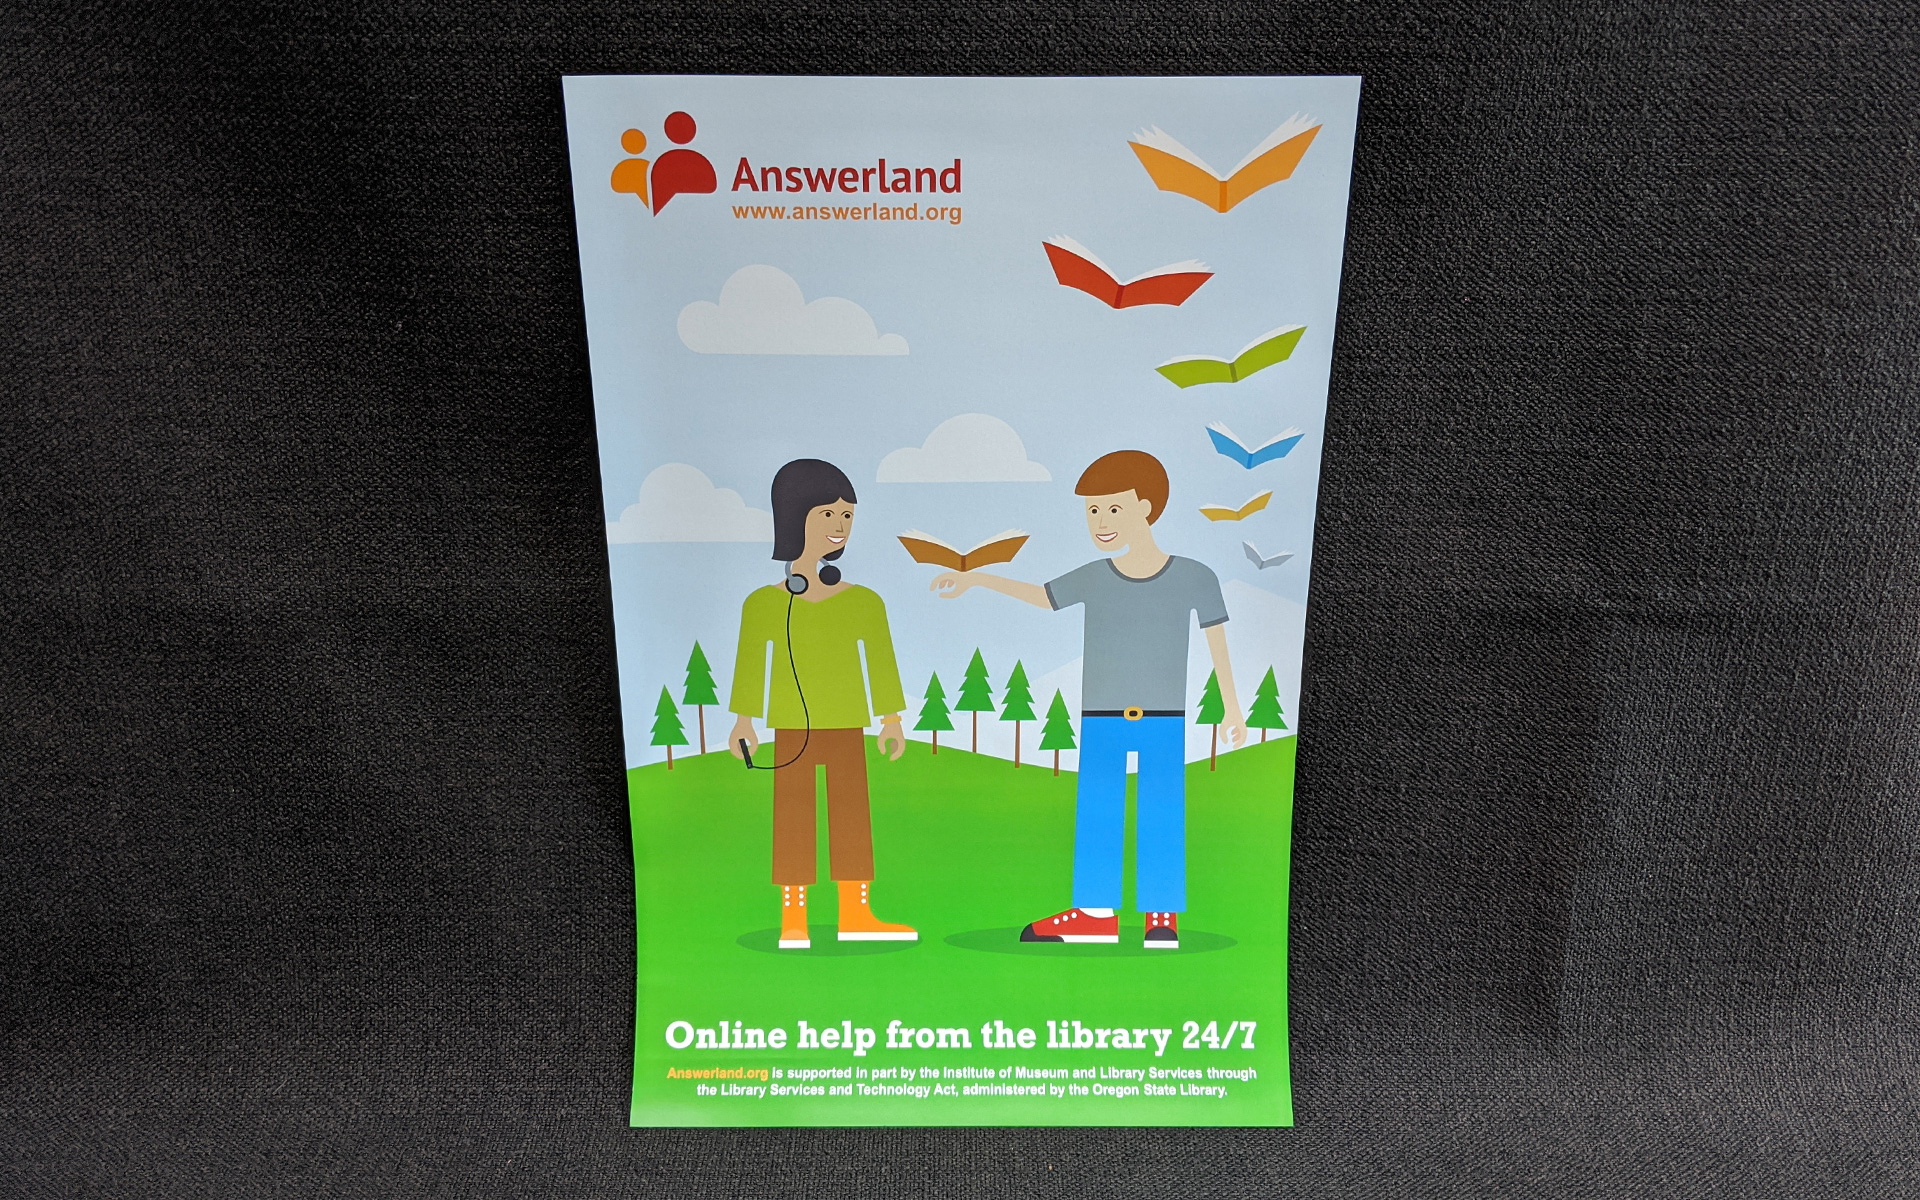 Answerland
www.answerland.org
Online help from the library 24/7
Answerland.org is supported in part by the Institute of Museum and Library Services through
the Library Services and Technology Act, administered by the Oregon State Library.